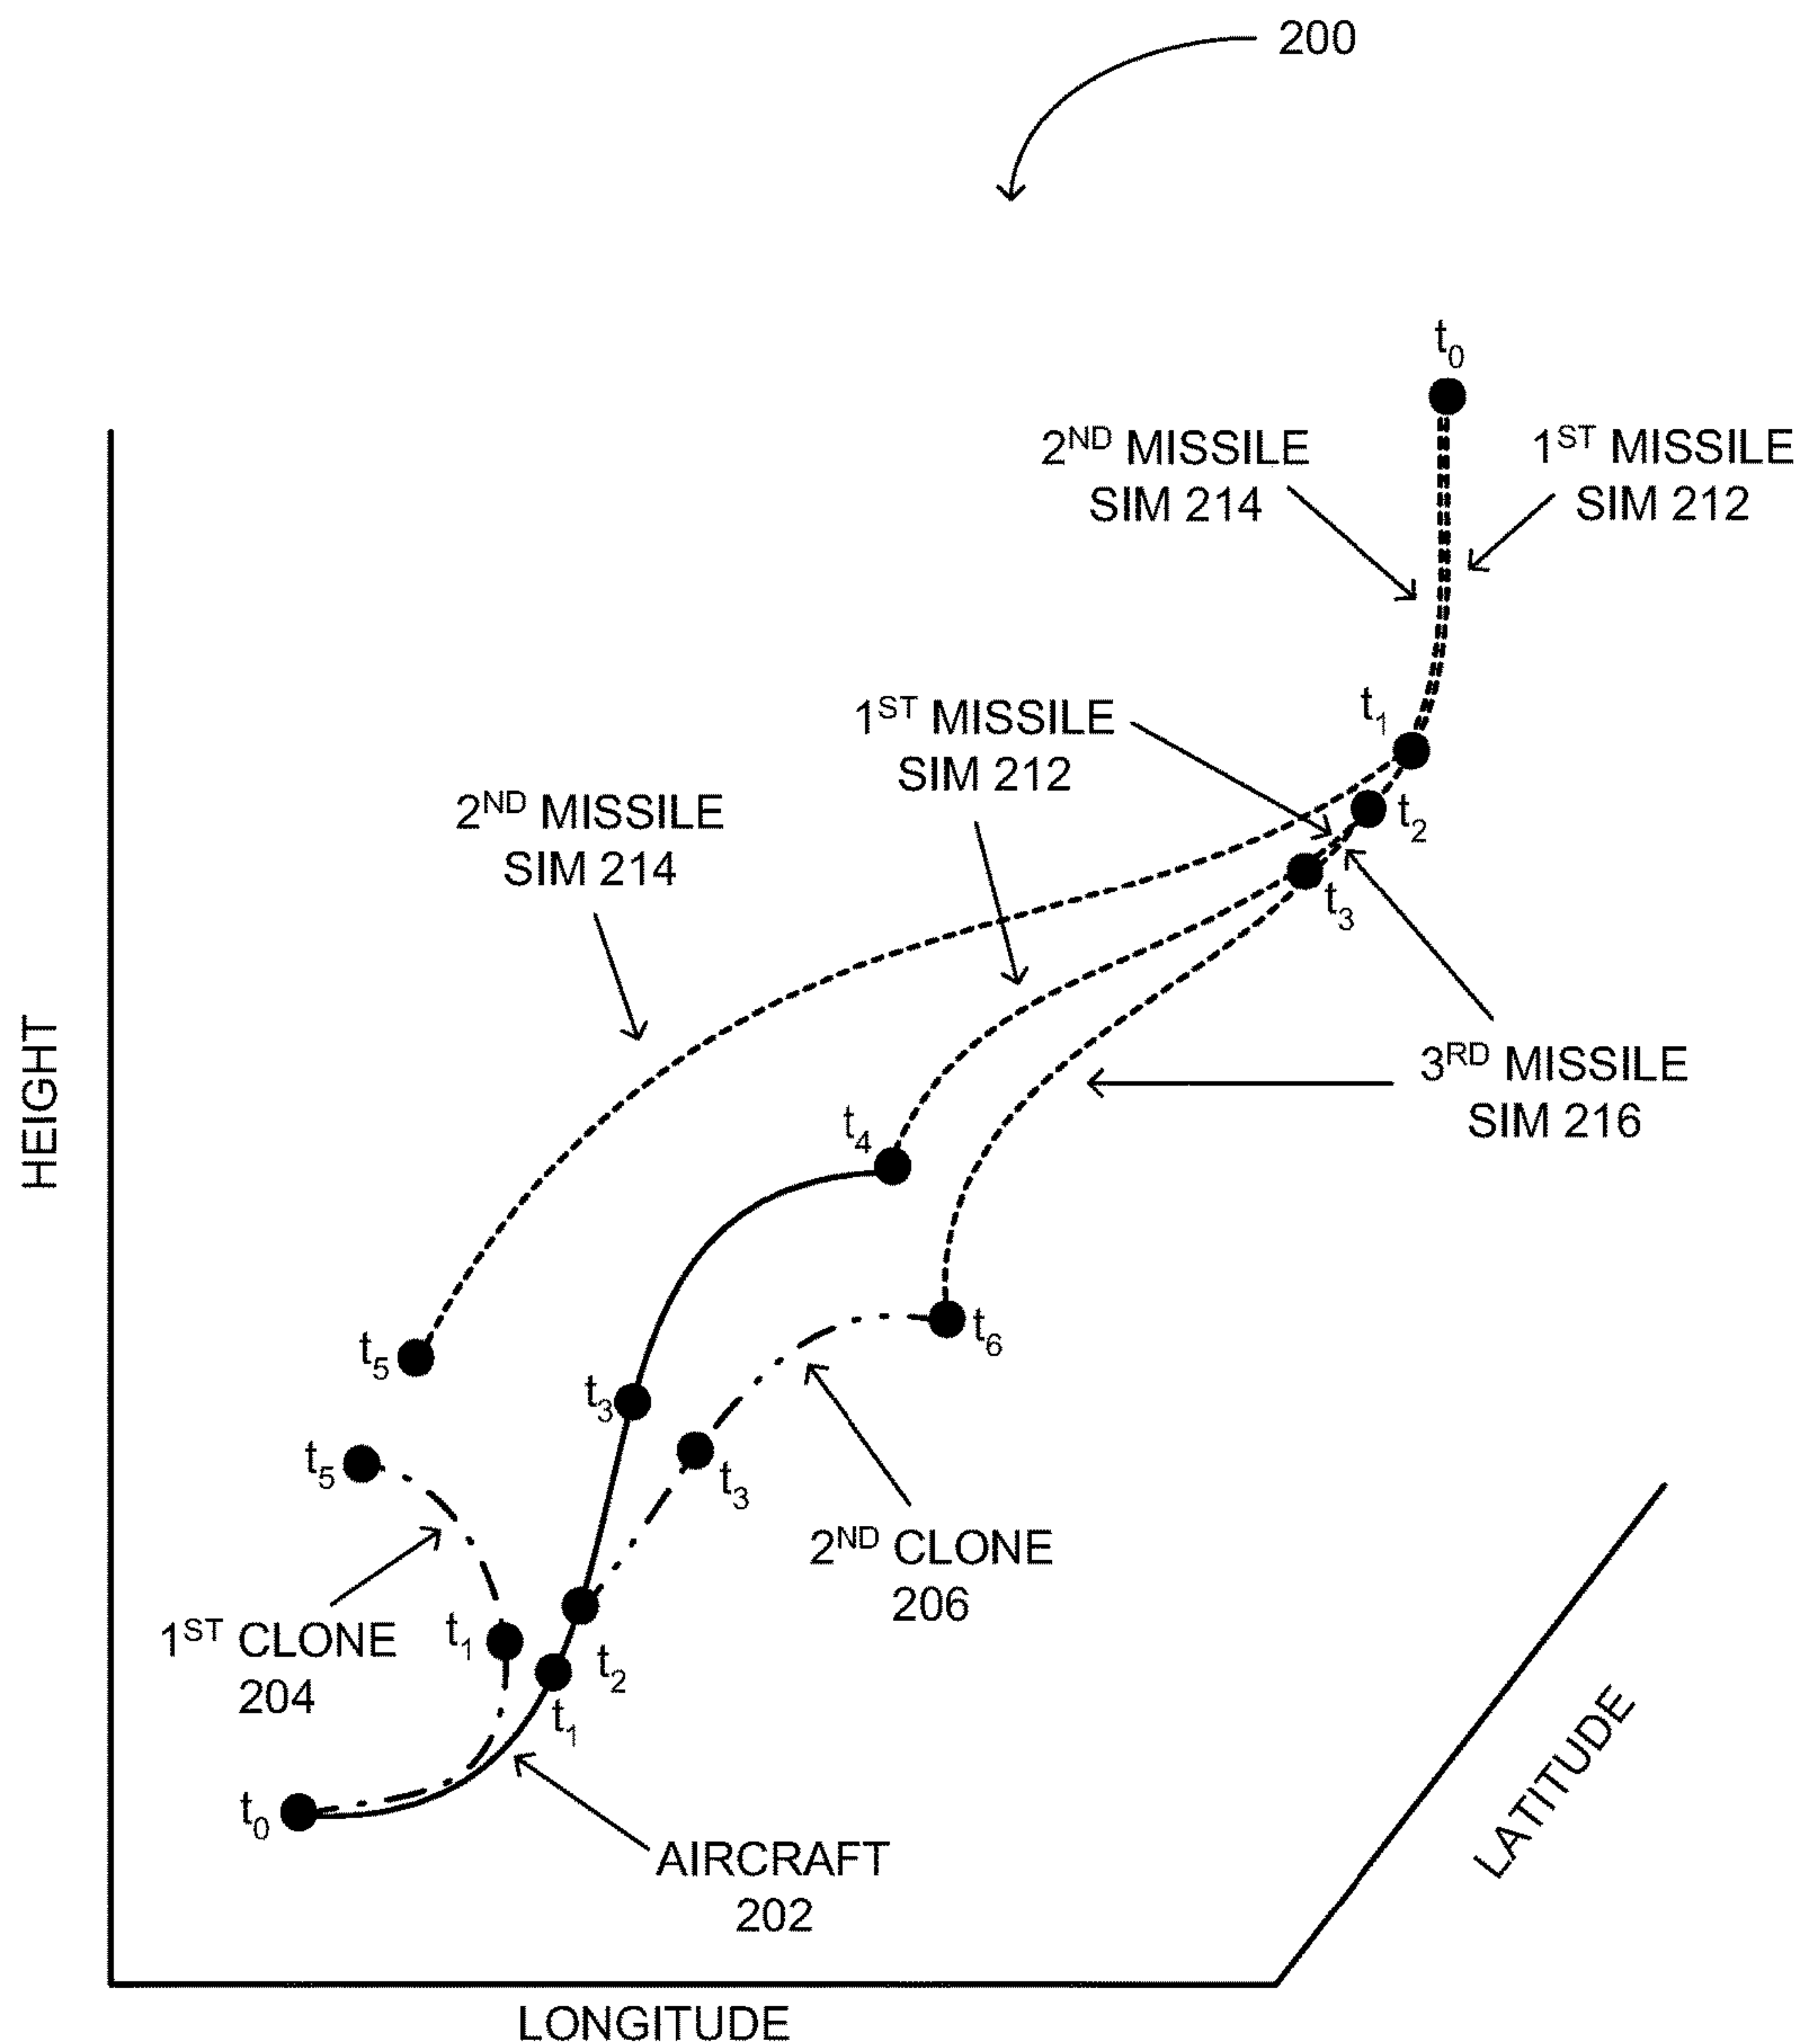 200
t0
2ND MISSILE
SIM 214
1ST MISSILE
SIM 212
t1
1ST MISSILE
SIM 212
t2
2ND MISSILE
SIM 214
t3
3RD MISSILE
SIM 216
HEIGHT
t4
t5
t6
t3
t5
t3
2ND CLONE
206
1ST CLONE
204
t1
t2
t1
t0
AIRCRAFT
202
LATITUDE
LONGITUDE